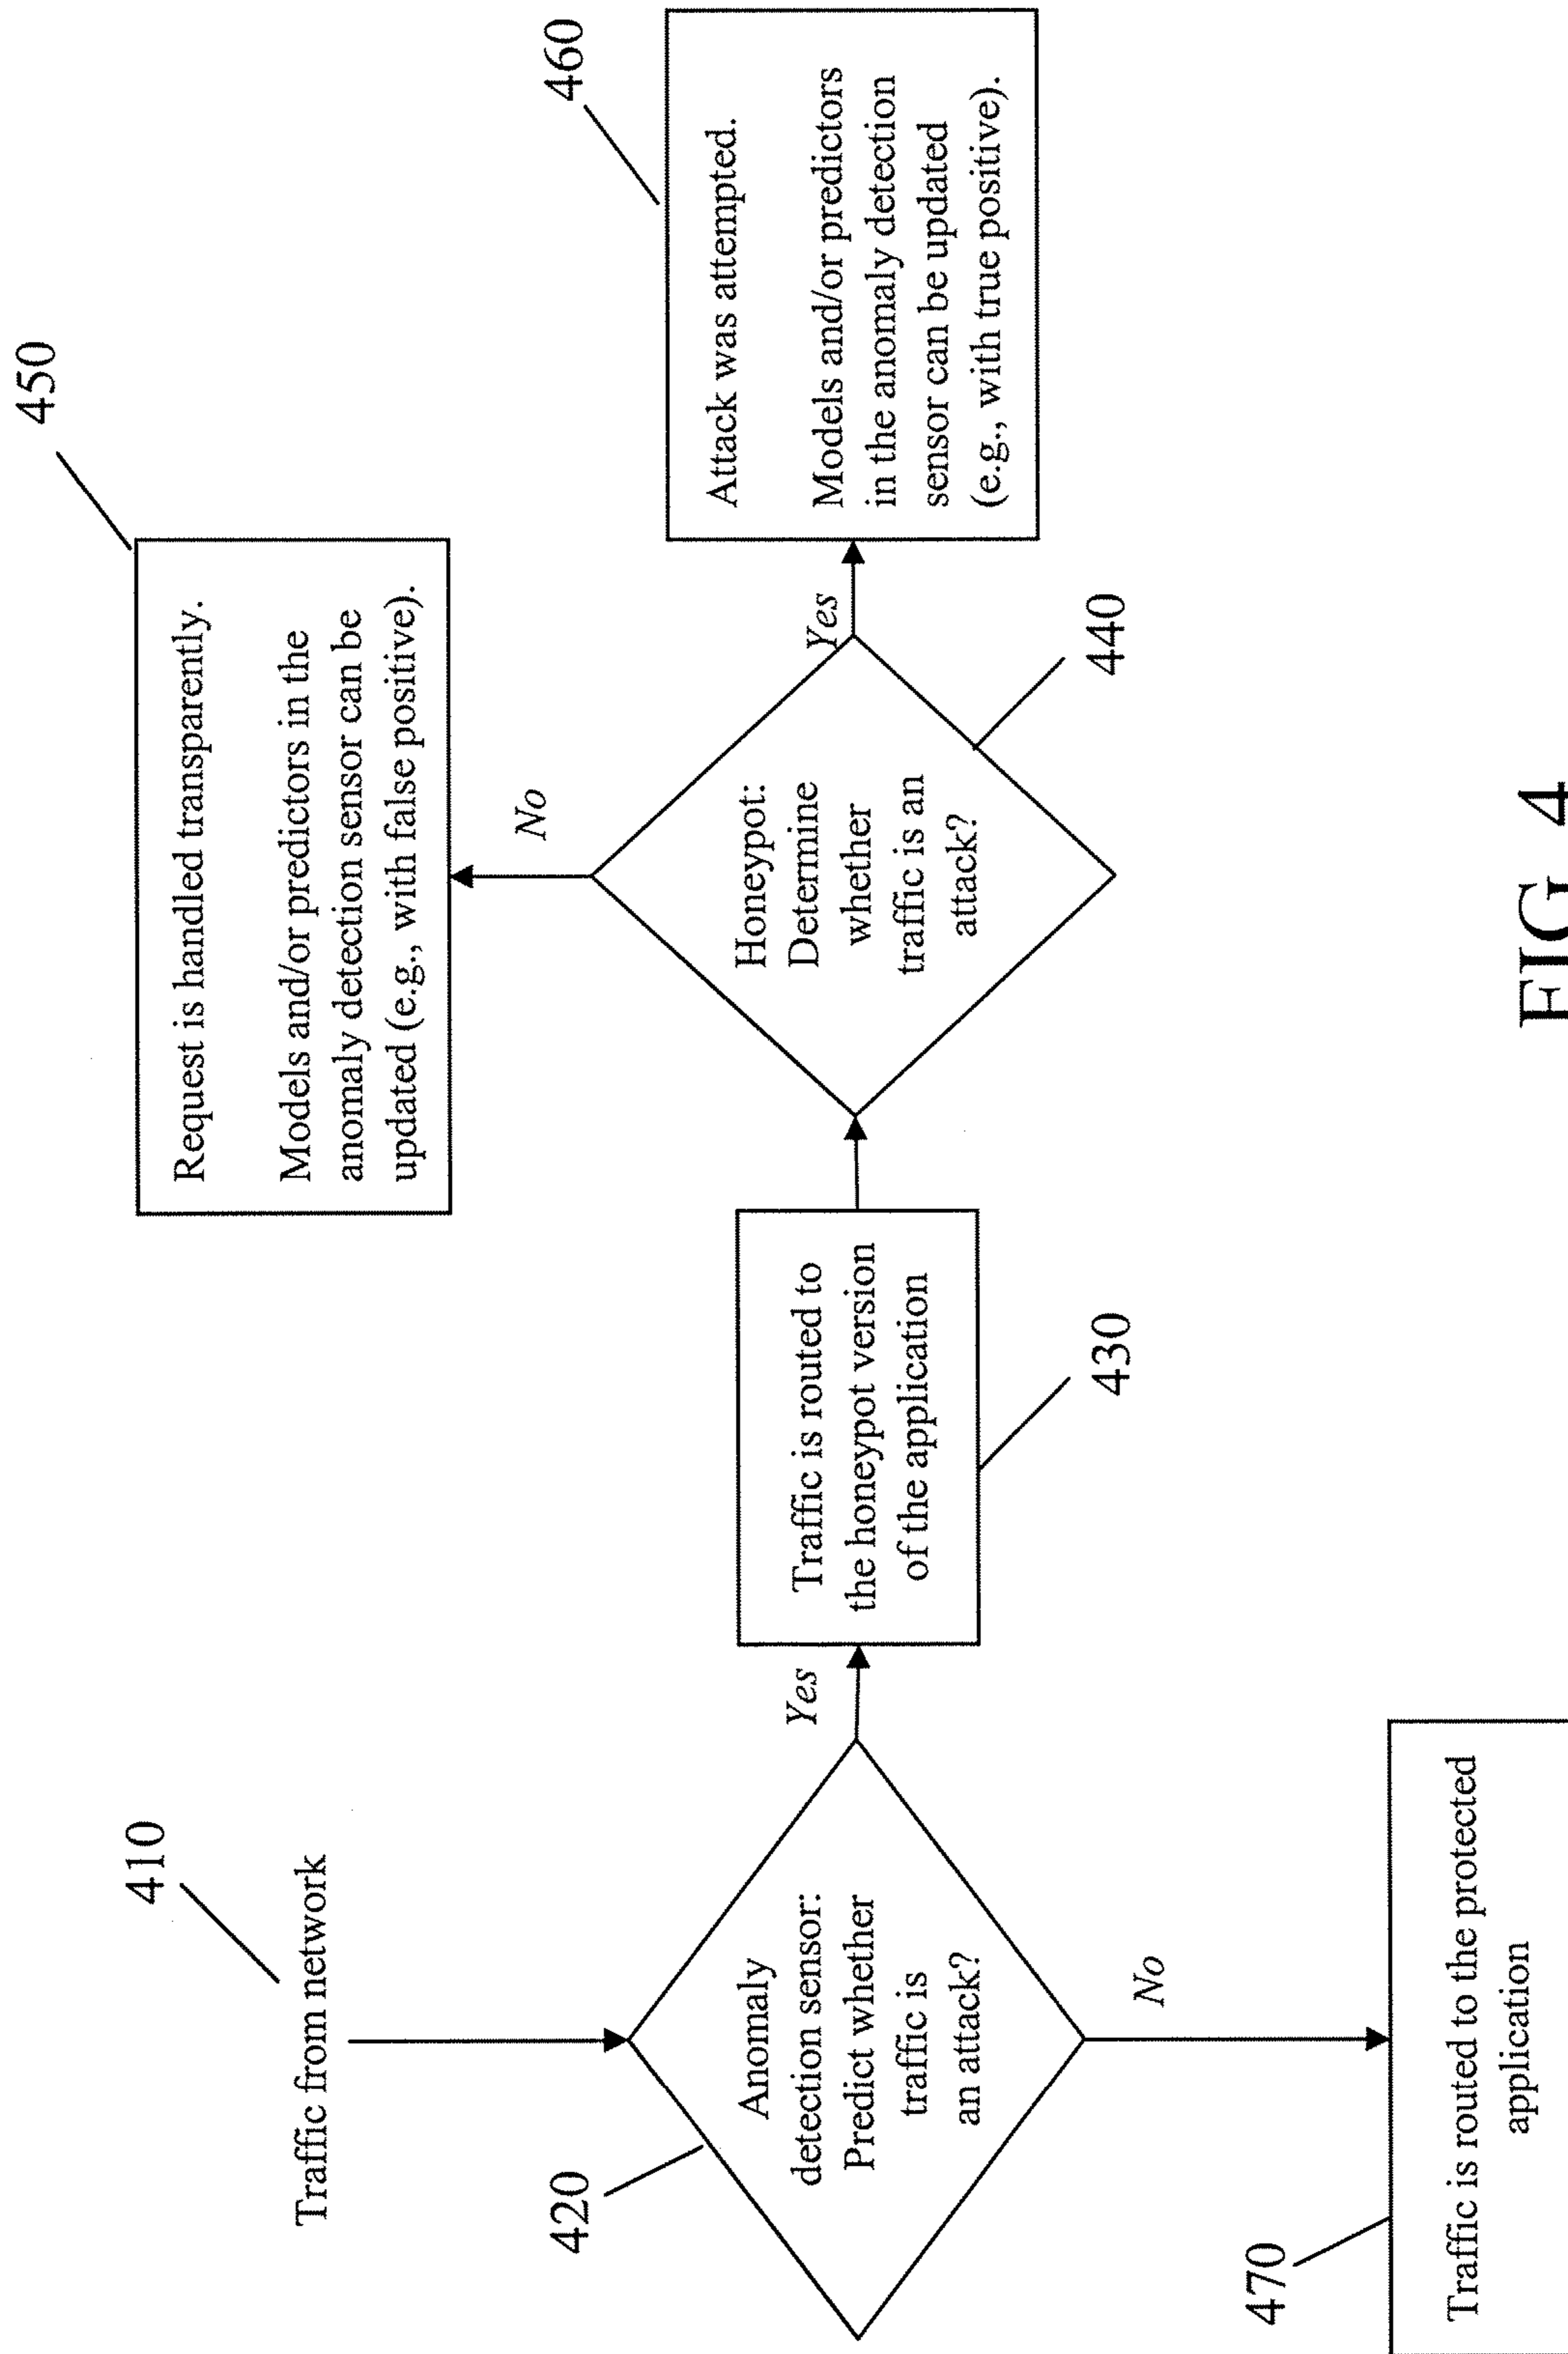 410
Traffic from network
420
Anomaly
detection sensor:
Predict whether
traffic is
an attack?
Yes
No
470
Traffic is routed to the protected
application
Traffic is routed to
the honeypot version
of the application
430
Honeypot:
Determine
whether
traffic is an
attack?
440
No
Yes
450
Request is handled transparently.
Models and/or predictors in the
anomaly detection sensor can be
updated (e.g., with false positive).
460
Attack was attempted.
Models and/or predictors
in the anomaly detection
sensor can be updated
(e.g., with true positive).
FIG. 4